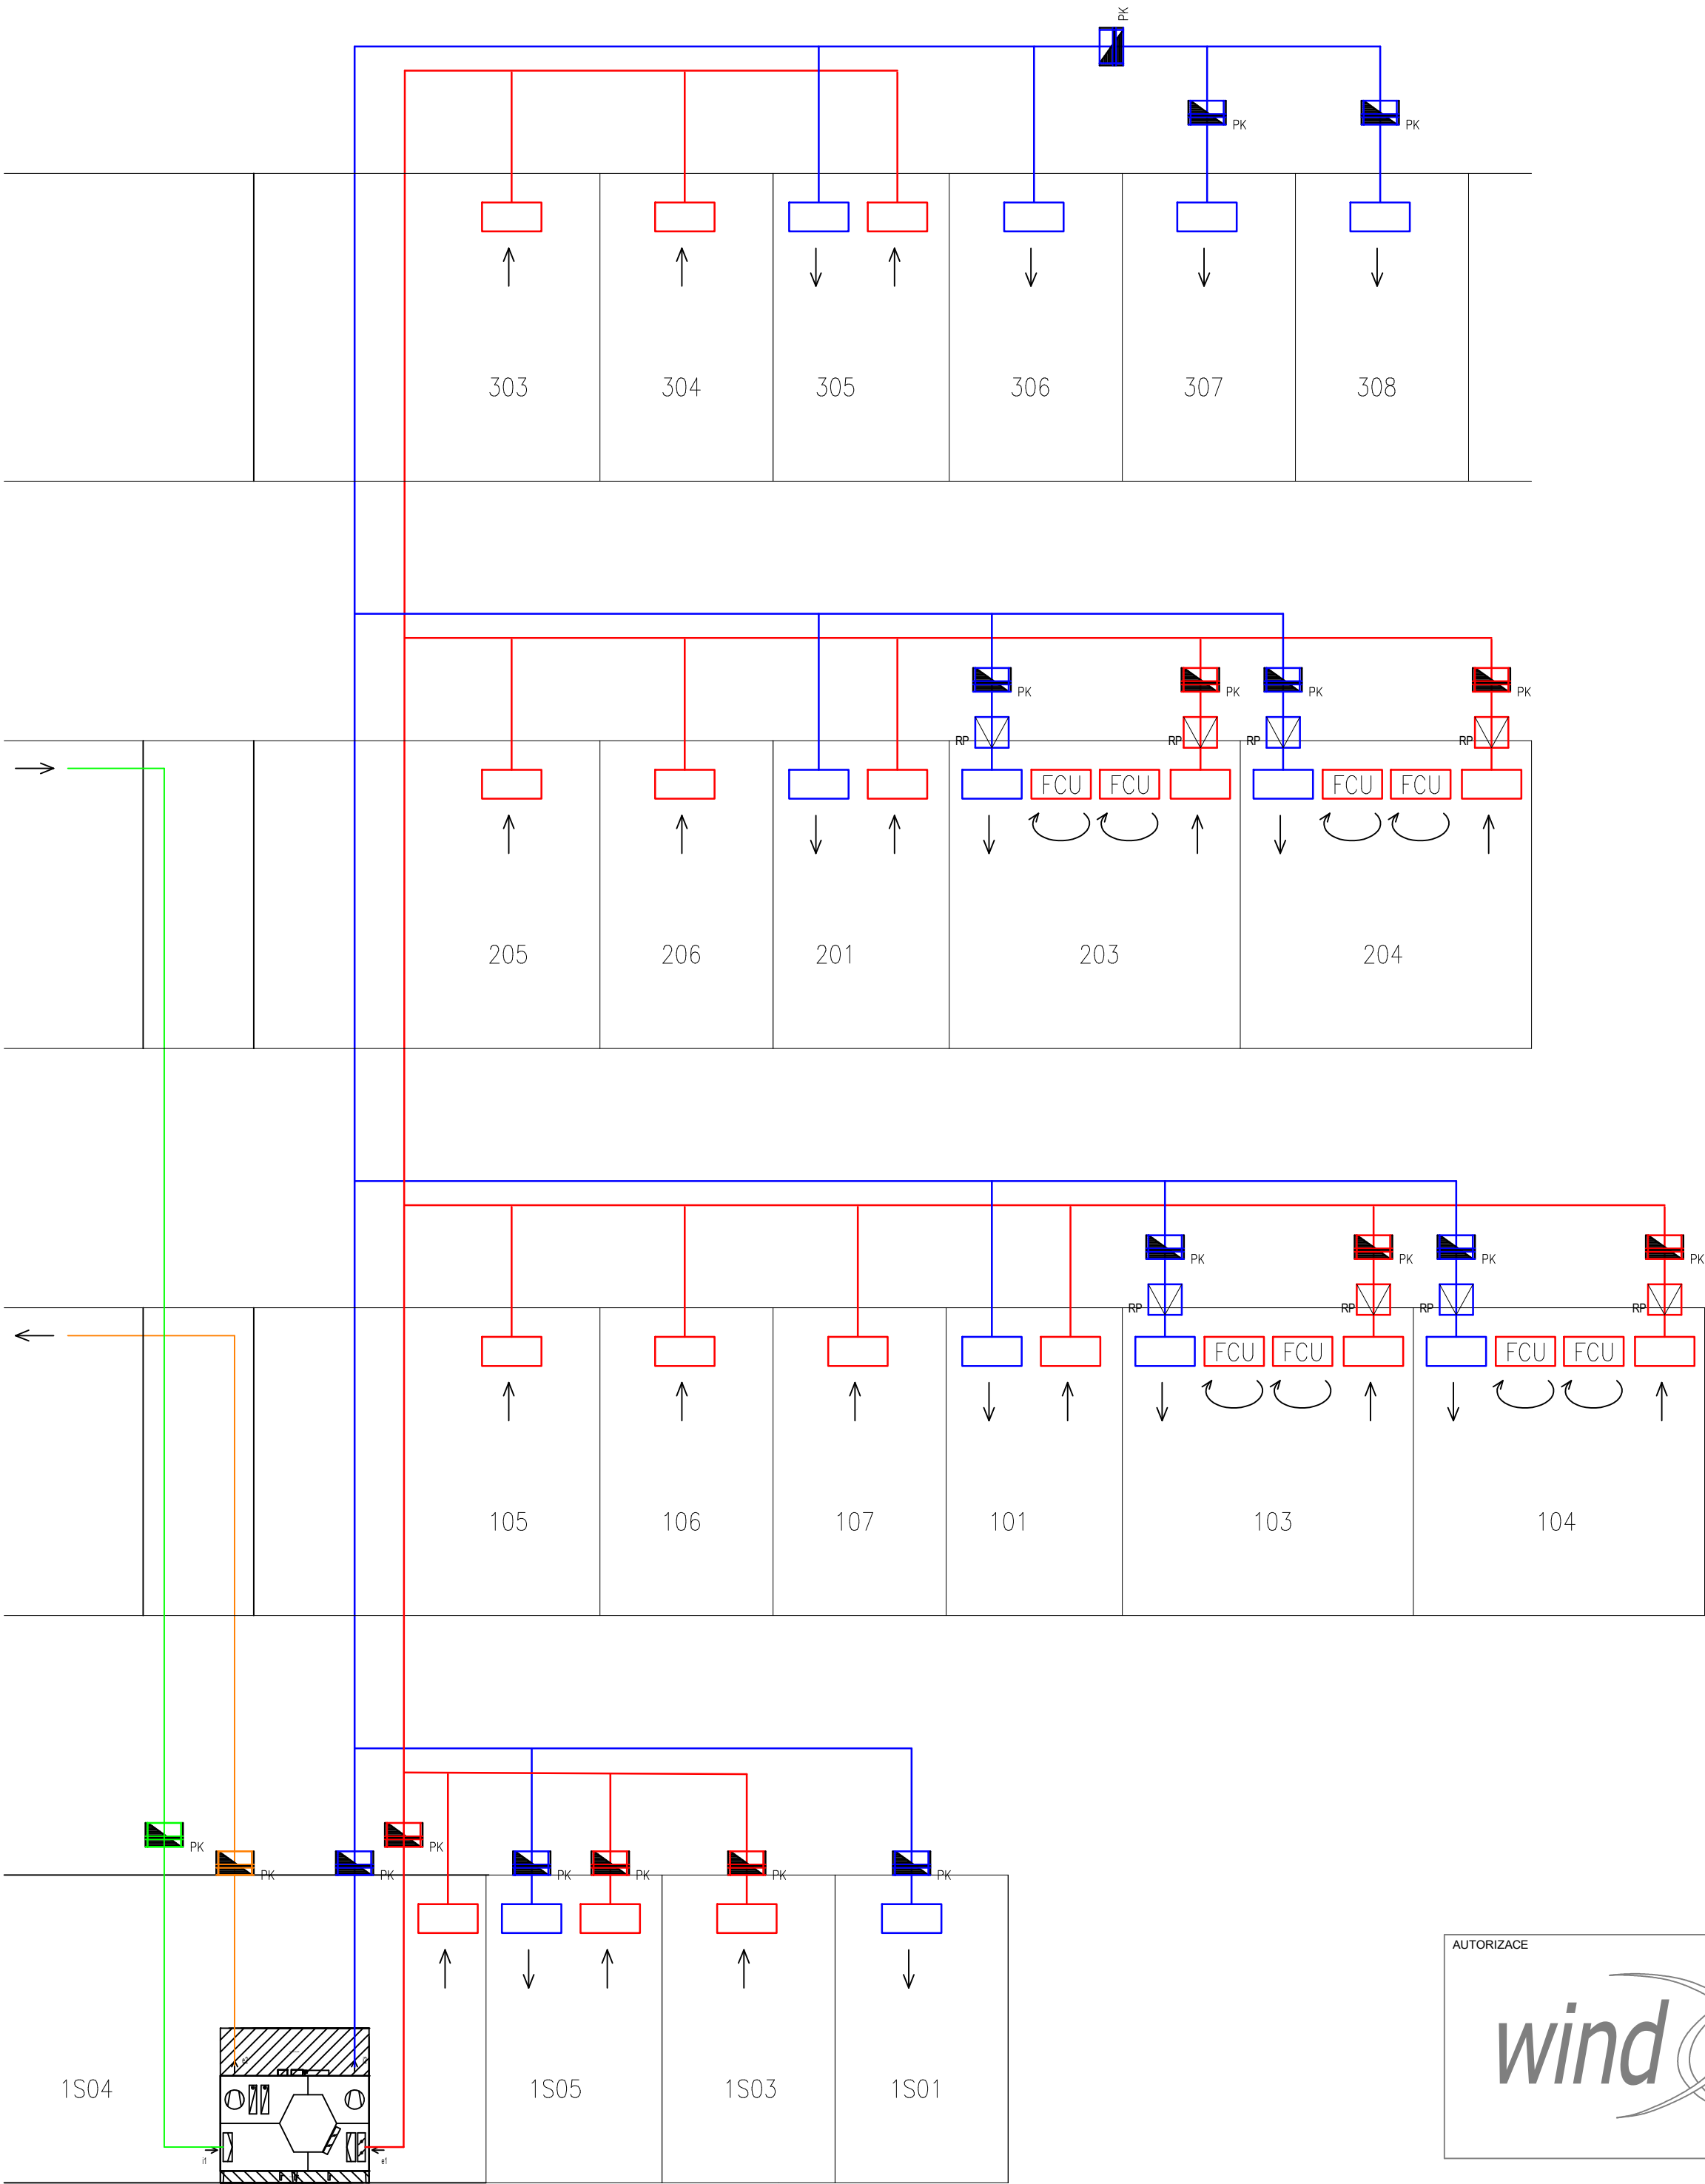 PK
PK PK
303 304 305 306 307 308
PK PK PK PK
RP RP RP RP
FCU FCU FCU FCU
205 206 201 203 204
PK PK PK PK
RP RP RP RP
FCU FCU FCU FCU
105 106 107 101 103 104
PK PK
PK PK PK PK PK PK
AUTORIZACE
wind
1S04 1S05 1S03 1S01
i1 e1